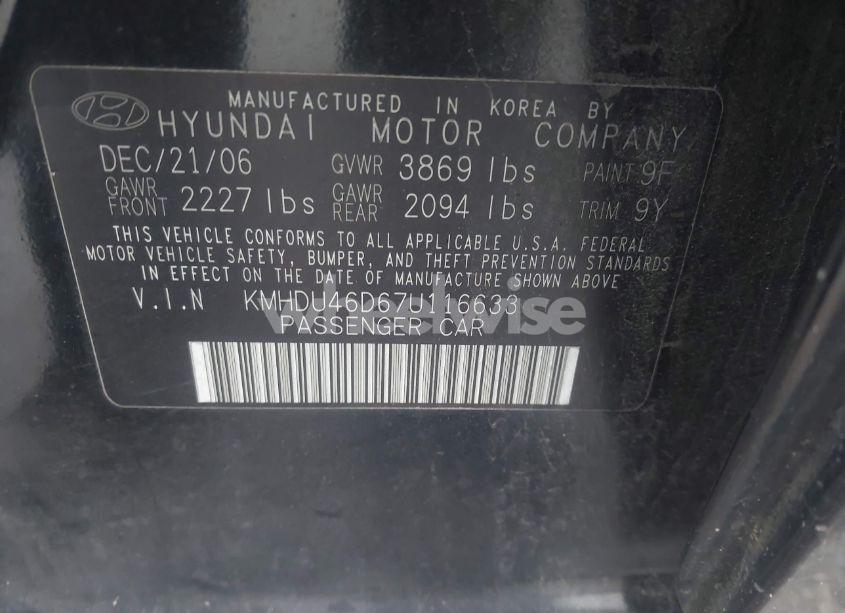 MANUFACTURED IN KOREA BY
HYUNDAI MOTOR COMPANY
DEC/21/06 GVWR 3869 lbs PAINT 9F
GAWR FRONT 2227 lbs GAWR REAR 2094 lbs TRIM 9Y
THIS VEHICLE CONFORMS TO ALL APPLICABLE U.S.A. FEDERAL
MOTOR VEHICLE SAFETY, BUMPER, AND THEFT PREVENTION STANDARDS
IN EFFECT ON THE DATE OF MANUFACTURE SHOWN ABOVE
V.I.N KMHDU46D67U116633
PASSENGER CAR